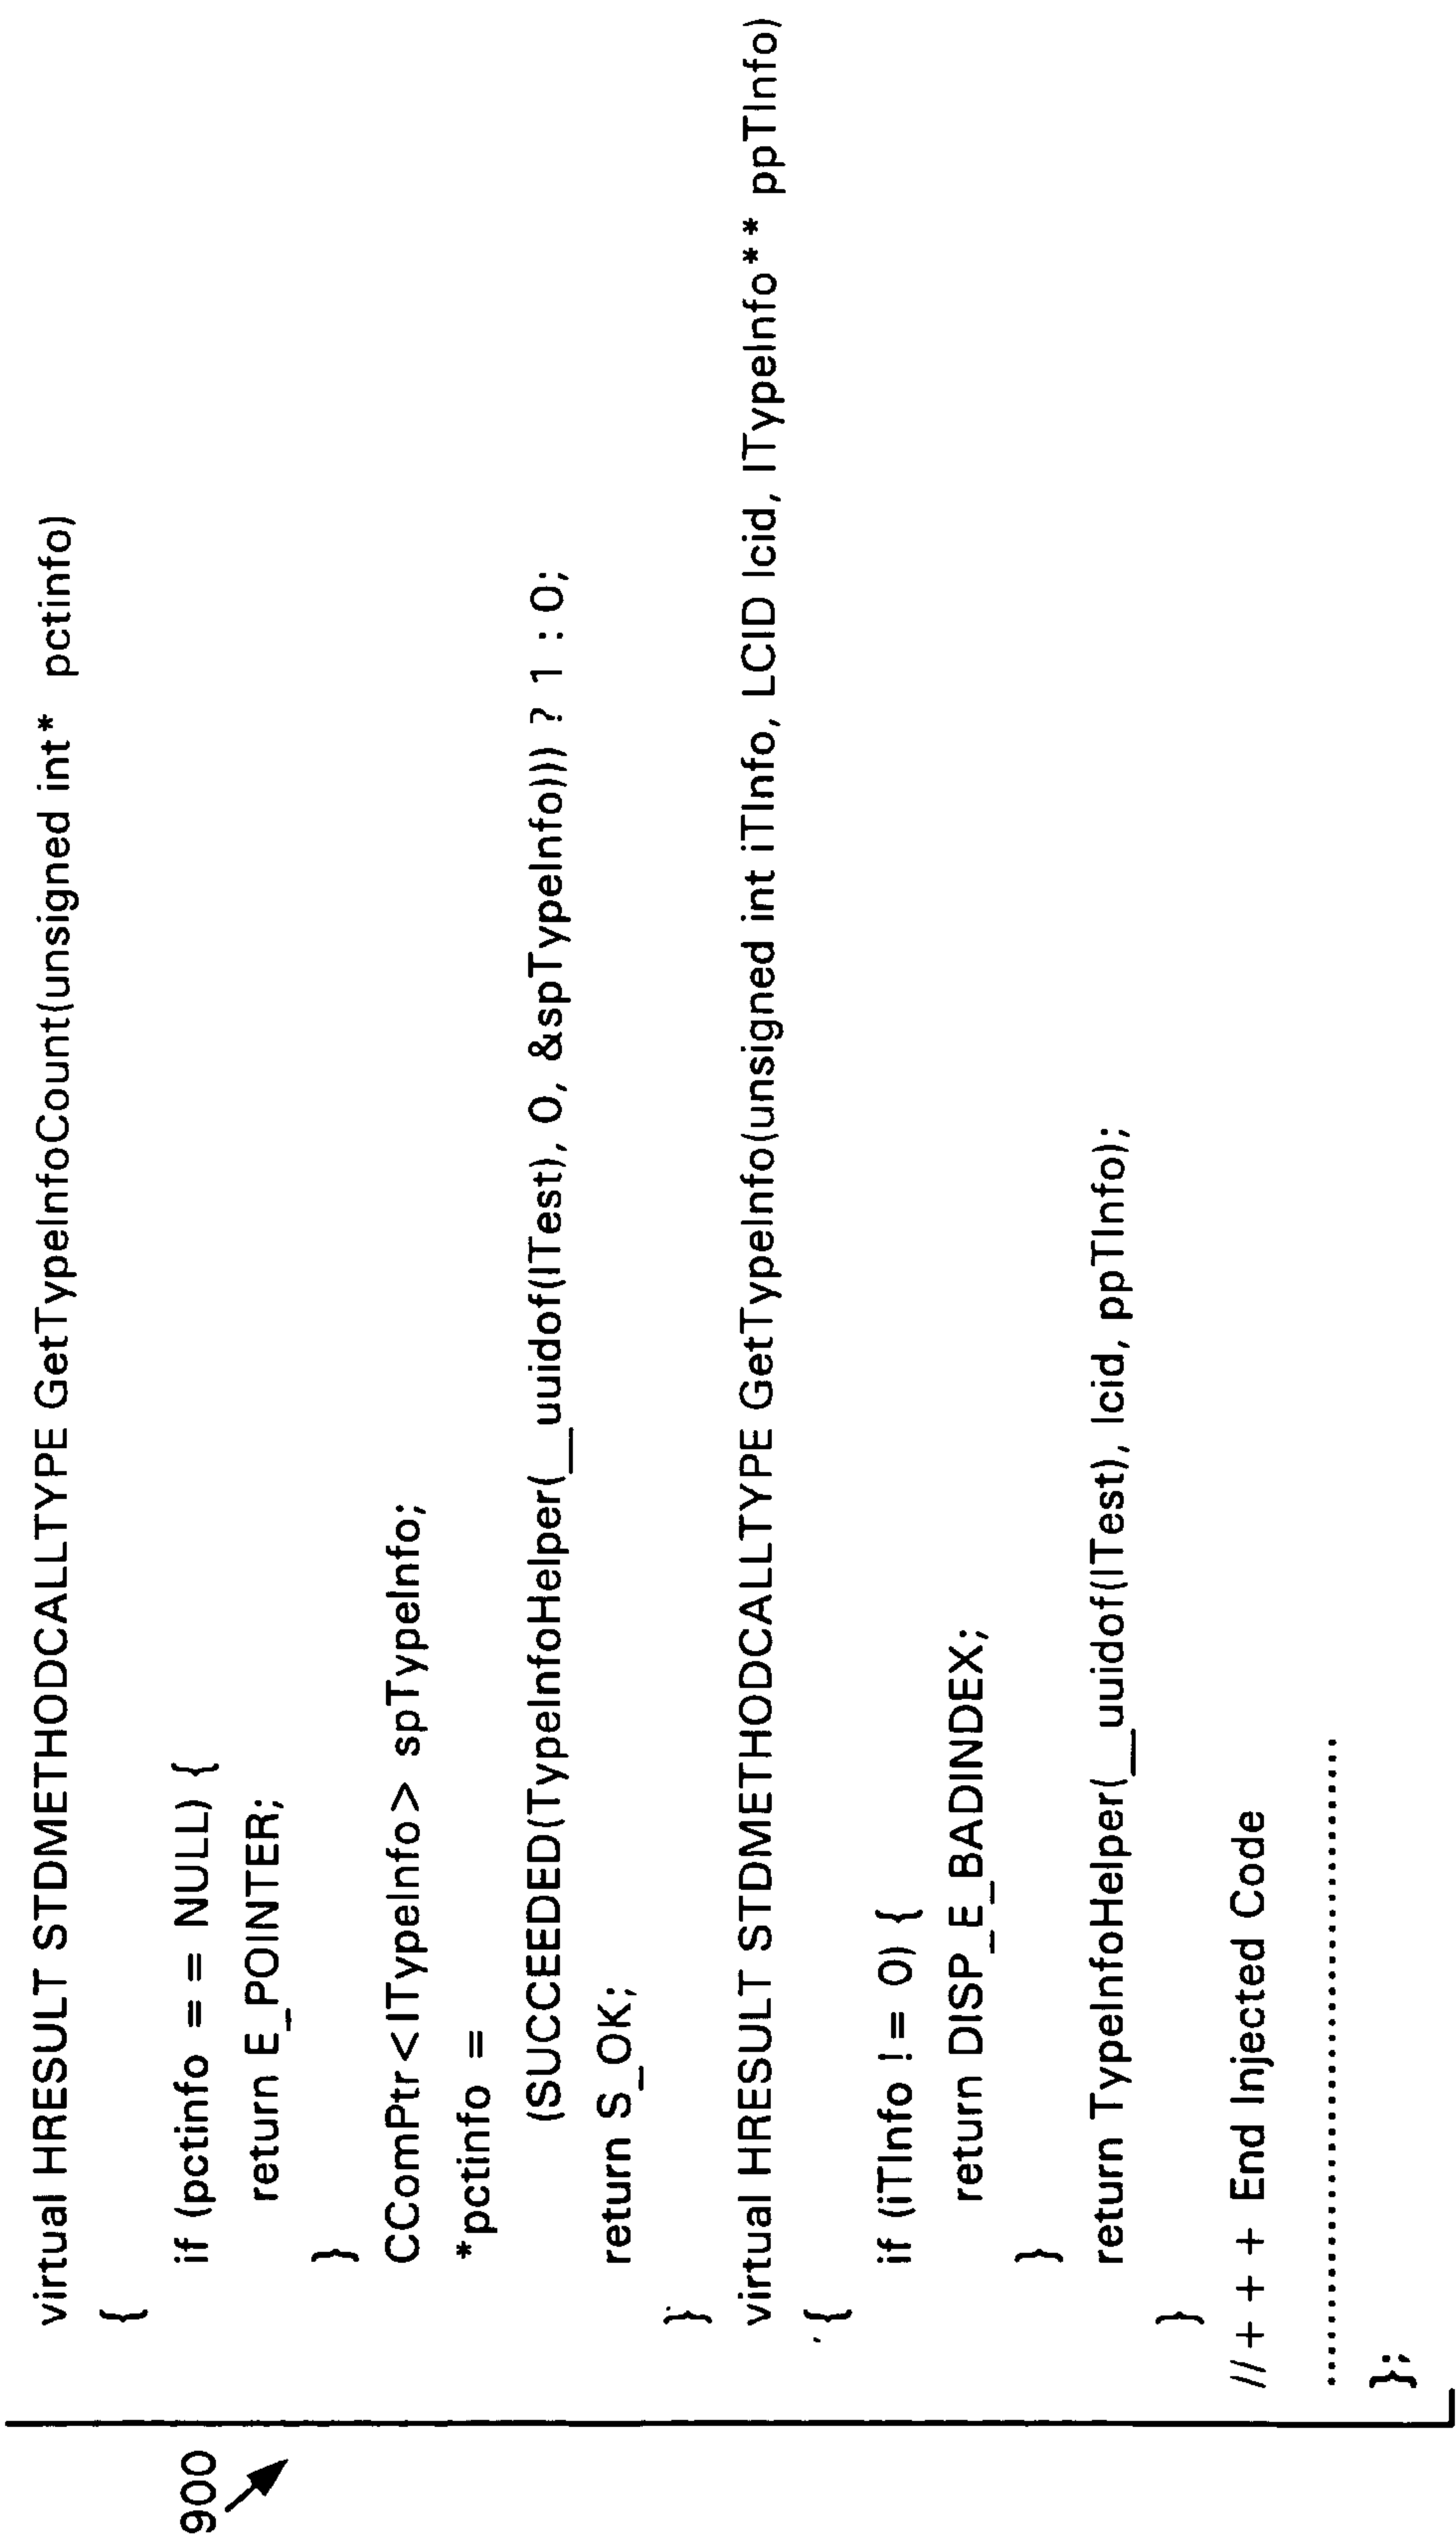 virtual HRESULT STDMETHODCALLTYPE GetTypeInfoCount(unsigned int* pctinfo)
{
if (pctinfo = = NULL) {
return E_POINTER;
}
CComPtr<ITypeInfo> spTypeInfo;
*pctinfo =
(SUCCEEDED(TypeInfoHelper(__uuidof(ITest), 0, &spTypeInfo))) ? 1 : 0;
return S_OK;
}
virtual HRESULT STDMETHODCALLTYPE GetTypeInfo(unsigned int iTInfo, LCID lcid, ITypeInfo** ppTInfo)
{
if (iTInfo != 0) {
return DISP_E_BADINDEX;
}
return TypeInfoHelper(__uuidof(ITest), lcid, ppTInfo);
}
//+ + + End Injected Code
........................................
};
900